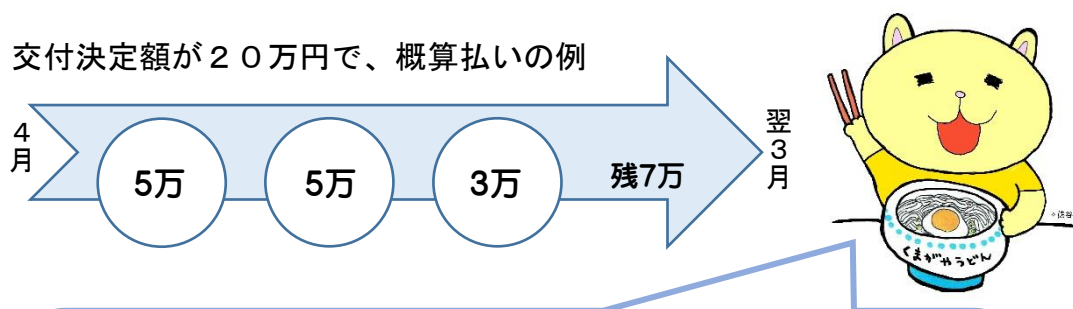 交付決定額が２０万円で、概算払いの例
4月
5万
5万
3万
残7万
翌3月
くまがやうどん